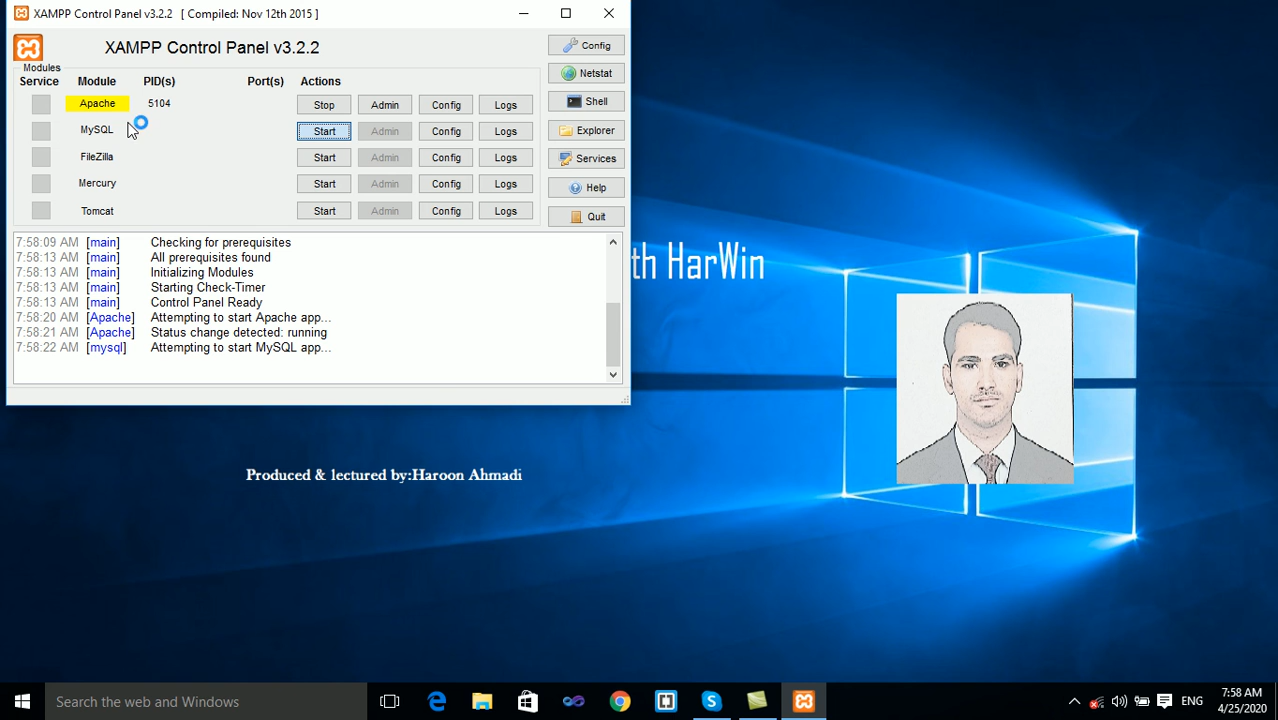 XAMPP Control Panel v3.2.2 [ Compiled: Nov 12th 2015 ]
XAMPP Control Panel v3.2.2
Config
Modules
Service Module PID(s) Port(s) Actions
Netstat
Apache 5104 Stop Admin Config Logs
Shell
MySQL Start Admin Config Logs
Explorer
FileZilla Start Admin Config Logs
Services
Mercury Start Admin Config Logs
Help
Tomcat Start Admin Config Logs
Quit
7:58:09 AM [main] Checking for prerequisites
7:58:13 AM [main] All prerequisites found
7:58:13 AM [main] Initializing Modules
7:58:13 AM [main] Starting Check-Timer
7:58:13 AM [main] Control Panel Ready
7:58:20 AM [Apache] Attempting to start Apache app...
7:58:21 AM [Apache] Status change detected: running
7:58:22 AM [mysql] Attempting to start MySQL app...
th HarWin
Produced & lectured by:Haroon Ahmadi
Search the web and Windows
ENG
7:58 AM
4/25/2020